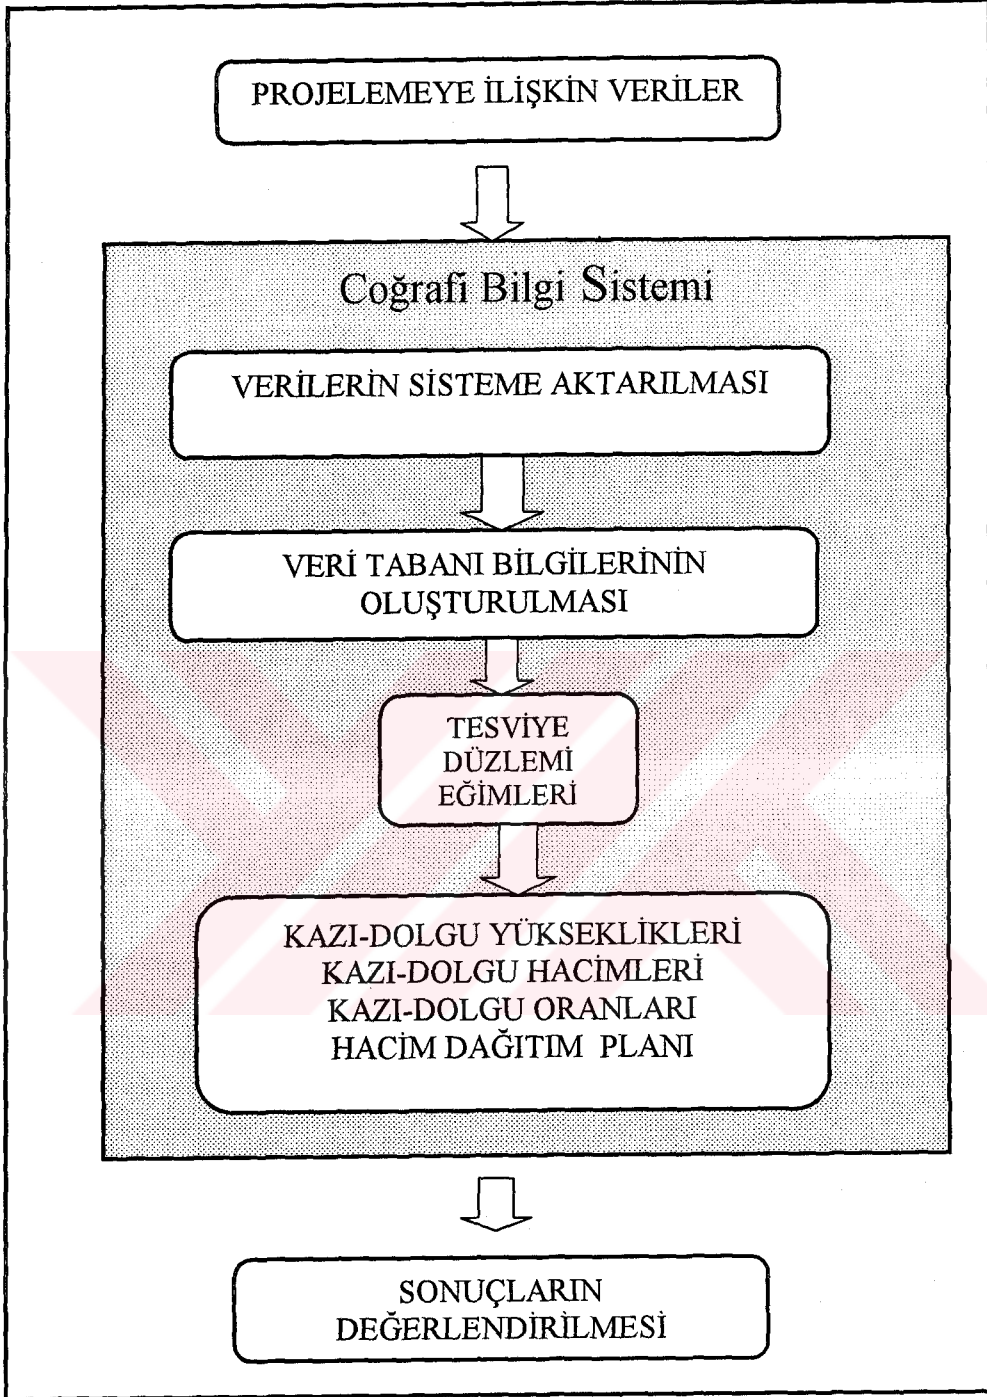 PROJELEMEYE İLİŞKİN VERİLER
Coğrafi Bilgi Sistemi
VERİLERİN SİSTEME AKTARILMASI
VERİ TABANI BİLGİLERİNİN
OLUŞTURULMASI
TESVİYE
DÜZLEMİ
EĞİMLERİ
KAZI-DOLGU YÜKSEKLİKLERİ
KAZI-DOLGU HACİMLERİ
KAZI-DOLGU ORANLARI
HACİM DAĞITIM PLANI
SONUÇLARIN
DEĞERLENDİRİLMESİ